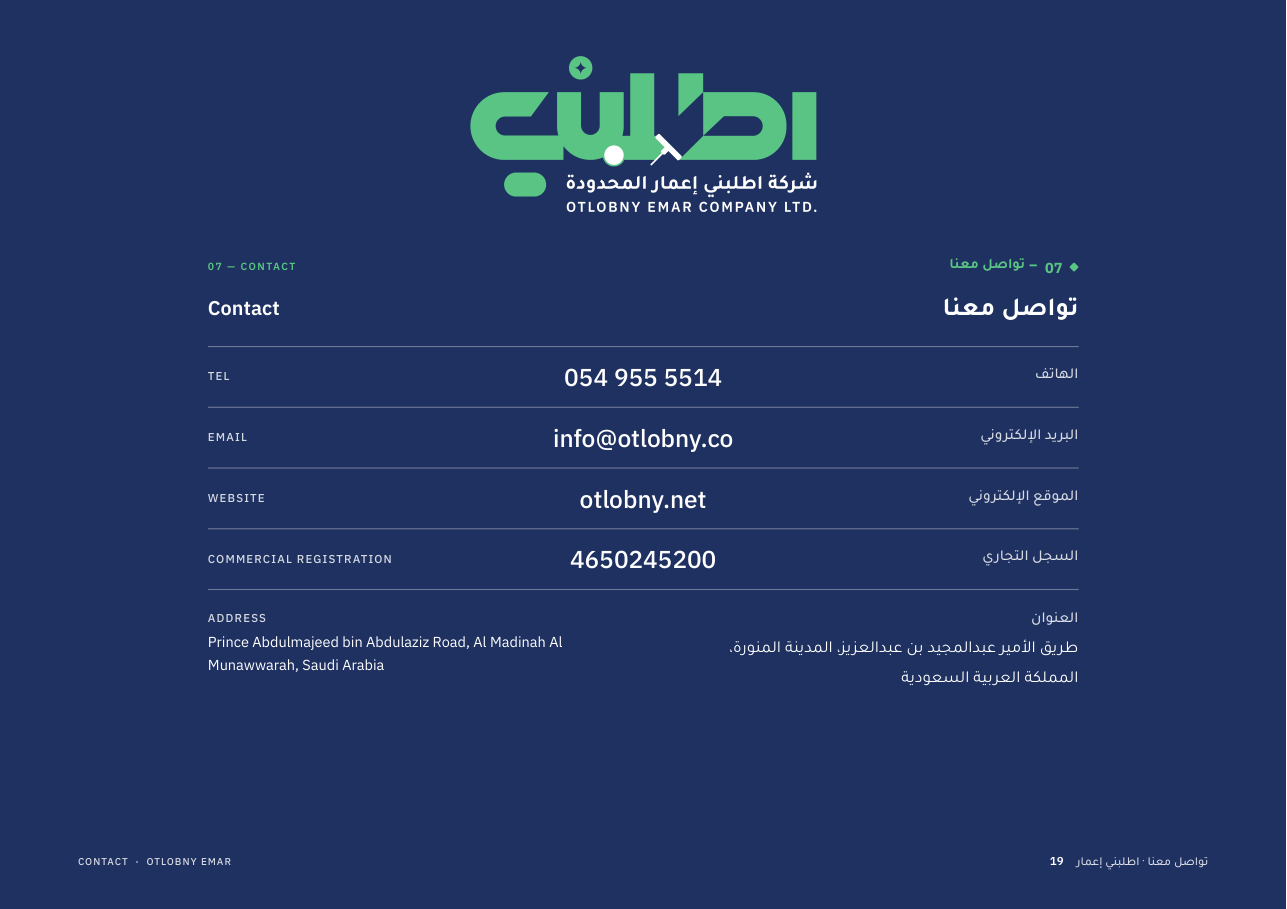 اطلبني
شركة اطلبني إعمار المحدودة
OTLOBNY EMAR COMPANY LTD.
07 — CONTACT
07 – تواصل معنا
Contact
تواصل معنا
TEL
054 955 5514
الهاتف
EMAIL
info@otlobny.co
البريد الإلكتروني
WEBSITE
otlobny.net
الموقع الإلكتروني
COMMERCIAL REGISTRATION
4650245200
السجل التجاري
ADDRESS
Prince Abdulmajeed bin Abdulaziz Road, Al Madinah Al
Munawwarah, Saudi Arabia
العنوان
طريق الأمير عبدالمجيد بن عبدالعزيز، المدينة المنورة،
المملكة العربية السعودية
CONTACT · OTLOBNY EMAR
تواصل معنا · اطلبني إعمار 19